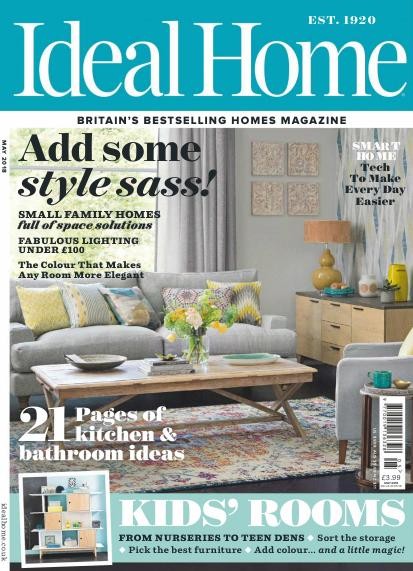 EST. 1920
Ideal Home
BRITAIN'S BESTSELLING HOMES MAGAZINE
MAY 2018
Add some
style sass!
SMALL FAMILY HOMES
full of space solutions
FABULOUS LIGHTING
UNDER £100
The Colour That Makes
Any Room More Elegant
SMART
HOME
Tech
To Make
Every Day
Easier
21 Pages of
kitchen &
bathroom ideas
£3.99
idealhome.co.uk
KIDS' ROOMS
FROM NURSERIES TO TEEN DENS ◆ Sort the storage
◆ Pick the best furniture ◆ Add colour... and a little magic!